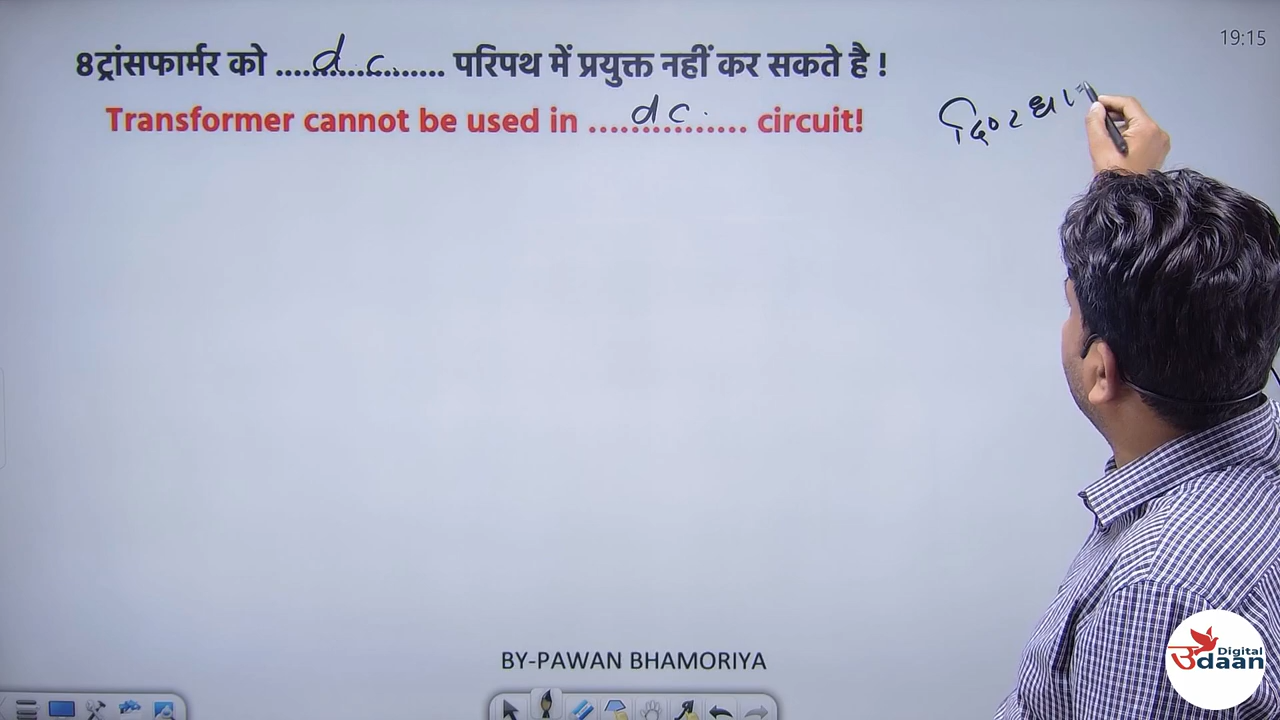 19:15
8ट्रांसफार्मर को .....d.c....... परिपथ में प्रयुक्त नहीं कर सकते है !
Transformer cannot be used in ....dc........ circuit!
BY-PAWAN BHAMORIYA
Digital
उdaan